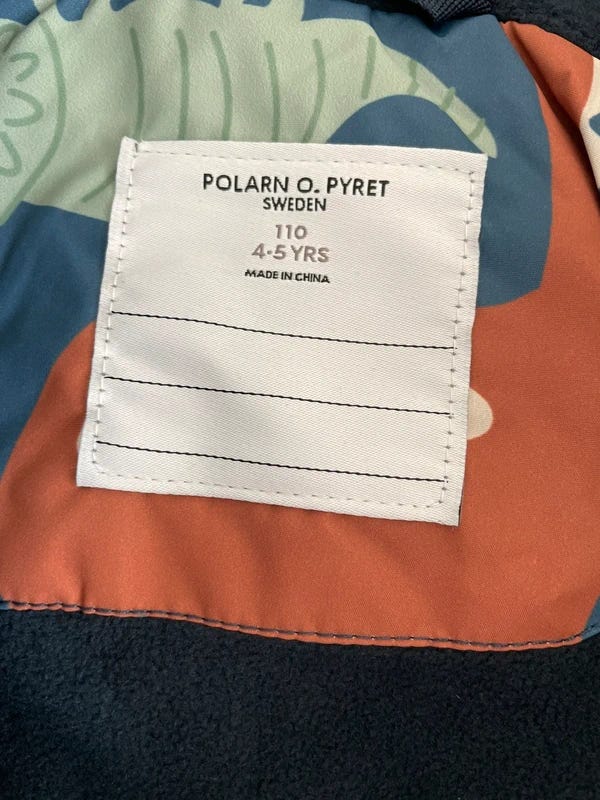 POLARN O. PYRET
SWEDEN
110
4-5 YRS
MADE IN CHINA